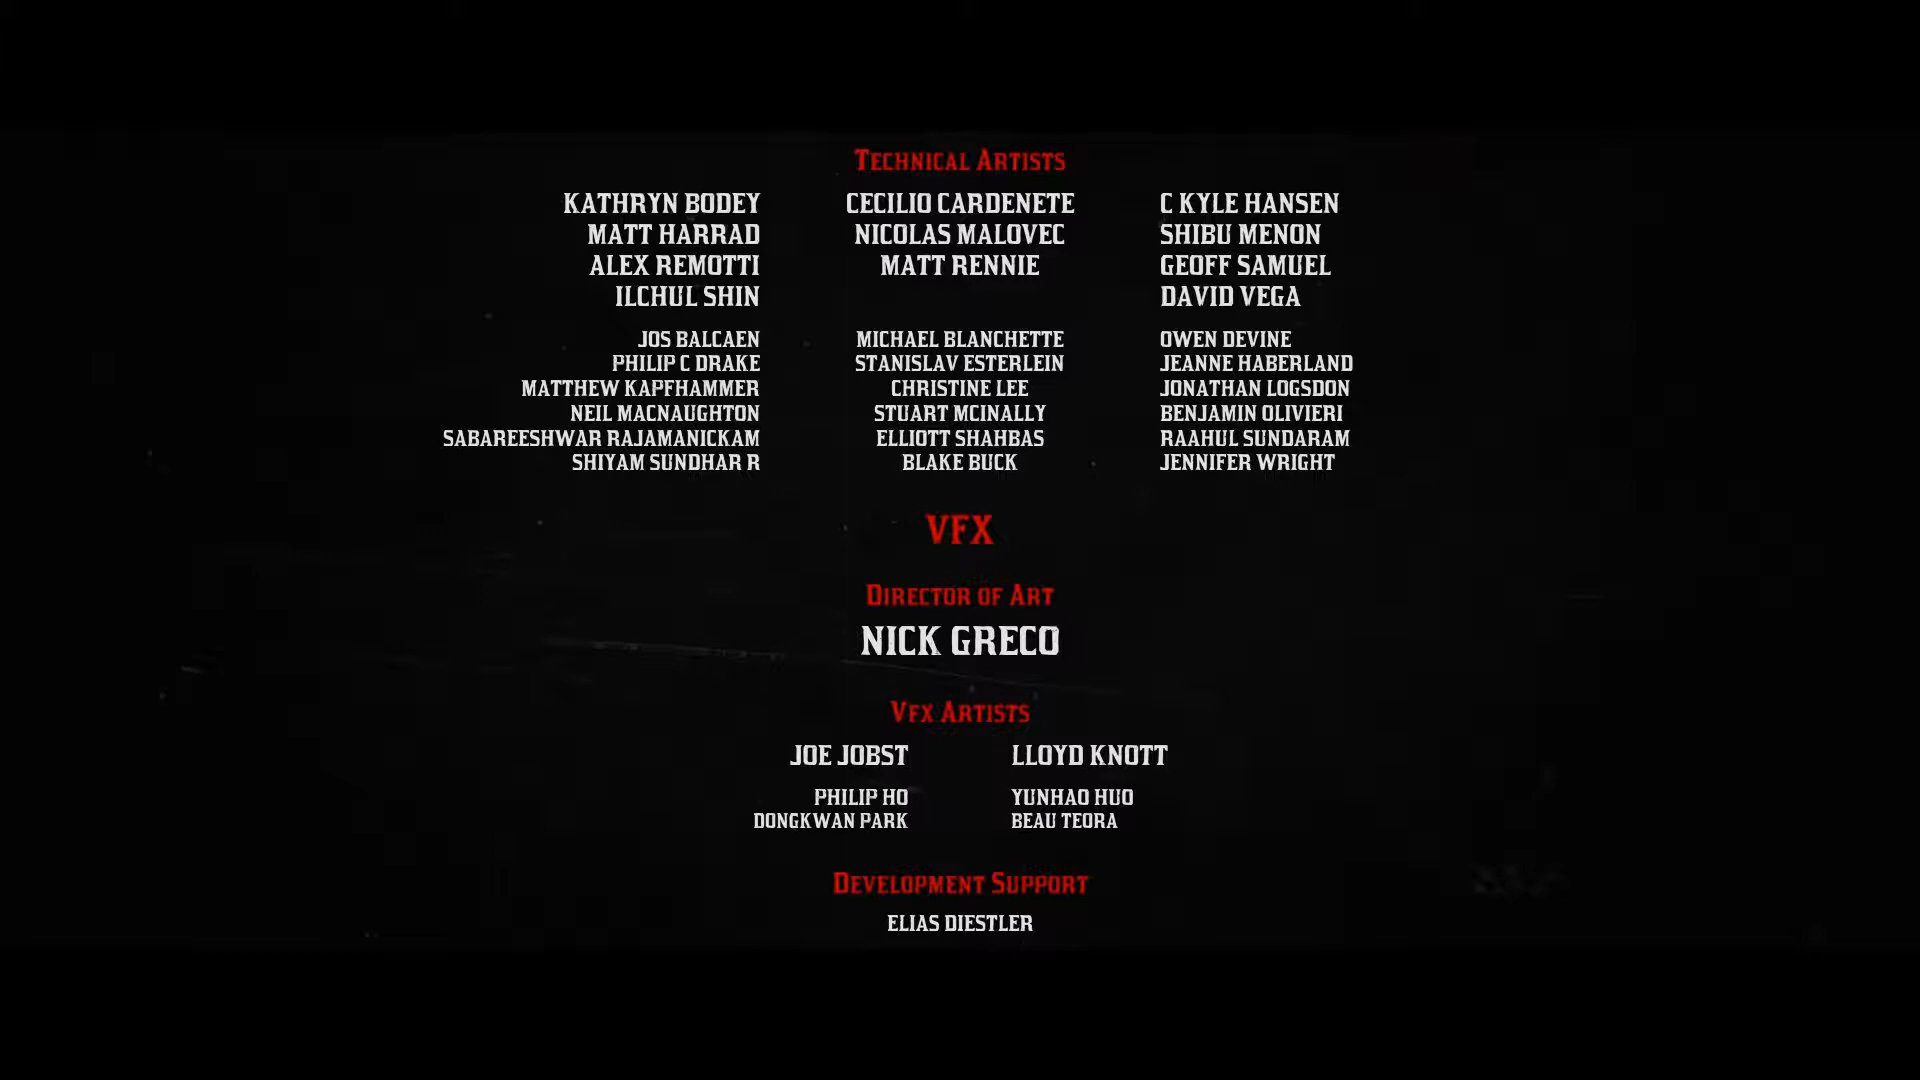 TECHNICAL ARTISTS
KATHRYN BODEY CECILIO CARDENETE C KYLE HANSEN
MATT HARRAD NICOLAS MALOVEC SHIBU MENON
ALEX REMOTTI MATT RENNIE GEOFF SAMUEL
ILCHUL SHIN DAVID VEGA
JOS BALCAEN MICHAEL BLANCHETTE OWEN DEVINE
PHILIP C DRAKE STANISLAV ESTERLEIN JEANNE HABERLAND
MATTHEW KAPFHAMMER CHRISTINE LEE JONATHAN LOGSDON
NEIL MACNAUGHTON STUART MCINALLY BENJAMIN OLIVIERI
SABAREESHWAR RAJAMANICKAM ELLIOTT SHAHBAS RAAHUL SUNDARAM
SHIYAM SUNDHAR R BLAKE BUCK JENNIFER WRIGHT
VFX
DIRECTOR OF ART
NICK GRECO
VFX ARTISTS
JOE JOBST LLOYD KNOTT
PHILIP HO YUNHAO HUO
DONGKWAN PARK BEAU TEORA
DEVELOPMENT SUPPORT
ELIAS DIESTLER